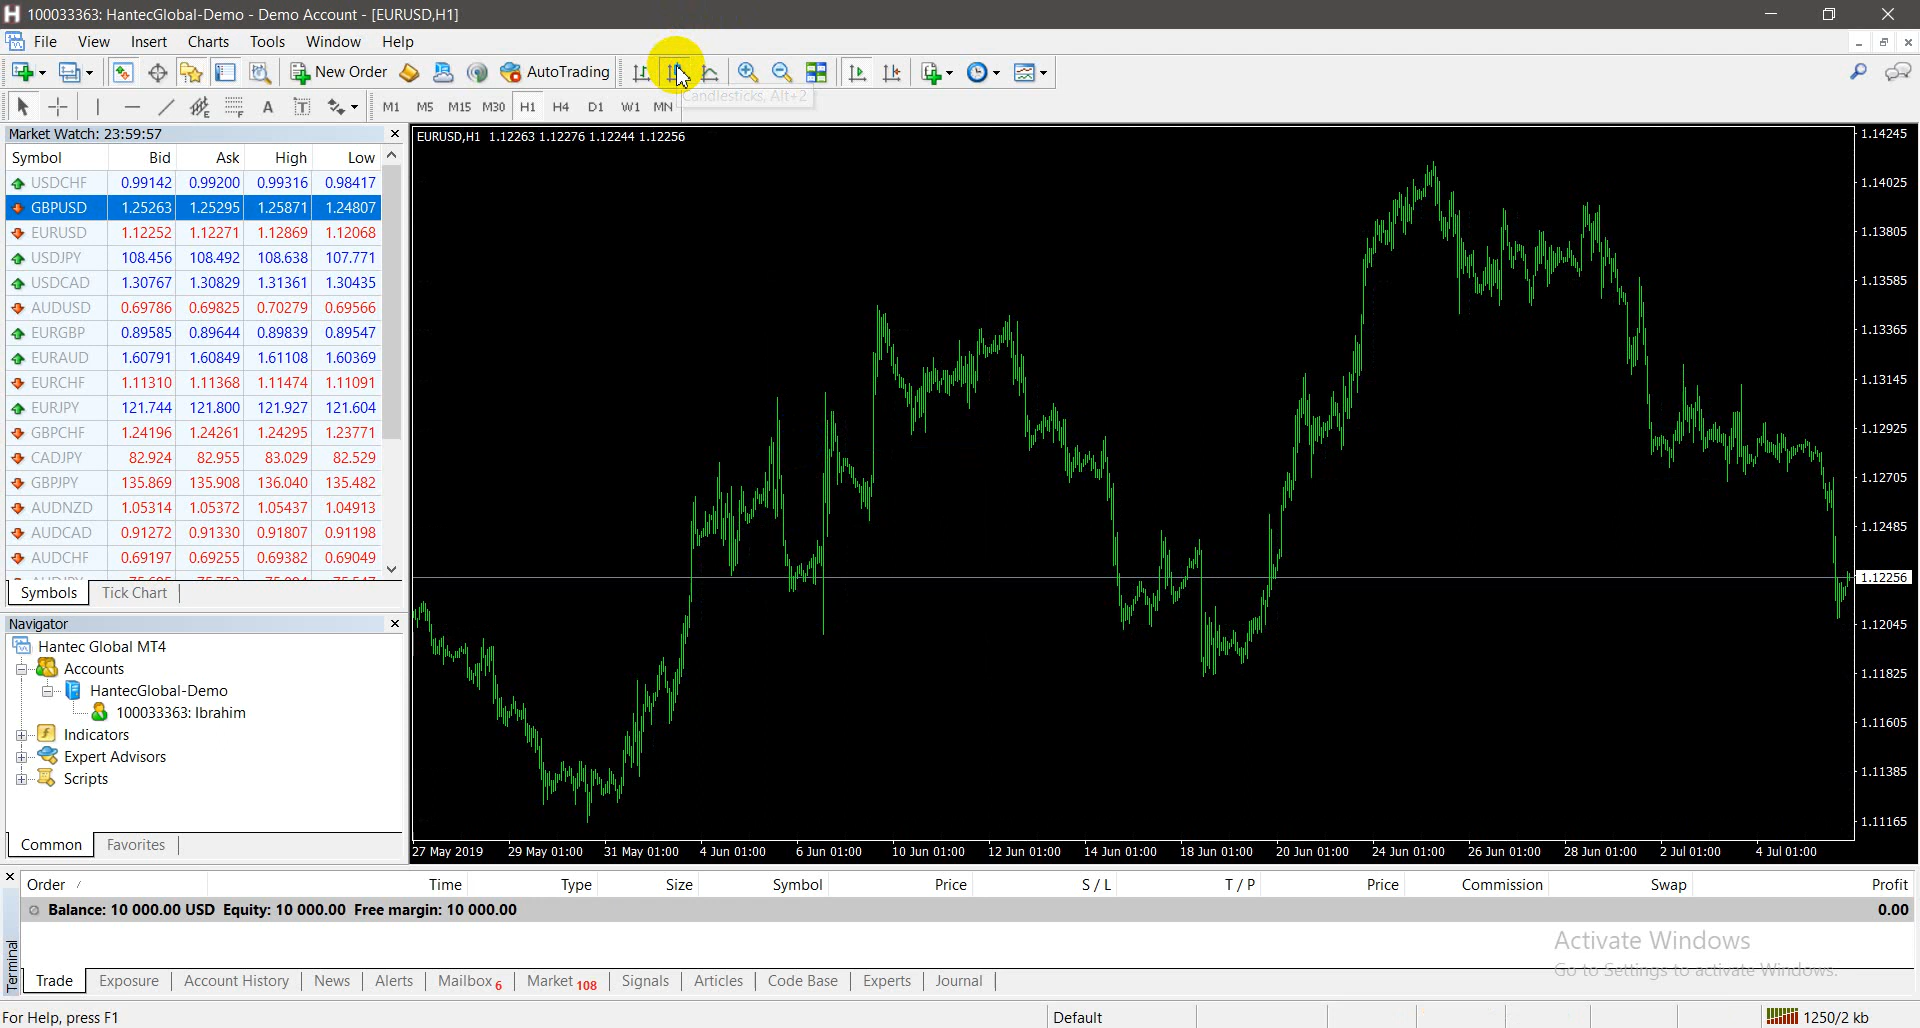 100033363: HantecGlobal-Demo - Demo Account - [EURUSD,H1]
File View Insert Charts Tools Window Help
New Order AutoTrading
Candlesticks, Alt+2
A T M1 M5 M15 M30 H1 H4 D1 W1 MN
Market Watch: 23:59:57
Symbol Bid Ask High Low
USDCHF 0.99142 0.99200 0.99316 0.98417
GBPUSD 1.25263 1.25295 1.25871 1.24807
EURUSD 1.12252 1.12271 1.12869 1.12068
USDJPY 108.456 108.492 108.638 107.771
USDCAD 1.30767 1.30829 1.31361 1.30435
AUDUSD 0.69786 0.69825 0.70279 0.69566
EURGBP 0.89585 0.89644 0.89839 0.89547
EURAUD 1.60791 1.60849 1.61108 1.60369
EURCHF 1.11310 1.11368 1.11474 1.11091
EURJPY 121.744 121.800 121.927 121.604
GBPCHF 1.24196 1.24261 1.24295 1.23771
CADJPY 82.924 82.955 83.029 82.529
GBPJPY 135.869 135.908 136.040 135.482
AUDNZD 1.05314 1.05372 1.05437 1.04913
AUDCAD 0.91272 0.91330 0.91807 0.91198
AUDCHF 0.69197 0.69255 0.69382 0.69049
Symbols Tick Chart
Navigator
Hantec Global MT4
Accounts
HantecGlobal-Demo
100033363: Ibrahim
Indicators
Expert Advisors
Scripts
Common Favorites
EURUSD,H1 1.12263 1.12276 1.12244 1.12256
1.14245
1.14025
1.13805
1.13585
1.13365
1.13145
1.12925
1.12705
1.12485
1.12256
1.12045
1.11825
1.11605
1.11385
1.11165
27 May 2019 29 May 01:00 31 May 01:00 4 Jun 01:00 6 Jun 01:00 10 Jun 01:00 12 Jun 01:00 14 Jun 01:00 18 Jun 01:00 20 Jun 01:00 24 Jun 01:00 26 Jun 01:00 28 Jun 01:00 2 Jul 01:00 4 Jul 01:00
Order / Time Type Size Symbol Price S / L T / P Price Commission Swap Profit
Balance: 10 000.00 USD Equity: 10 000.00 Free margin: 10 000.00 0.00
Activate Windows
Go to Settings to activate Windows.
Terminal
Trade Exposure Account History News Alerts Mailbox 6 Market 108 Signals Articles Code Base Experts Journal
For Help, press F1 Default 1250/2 kb